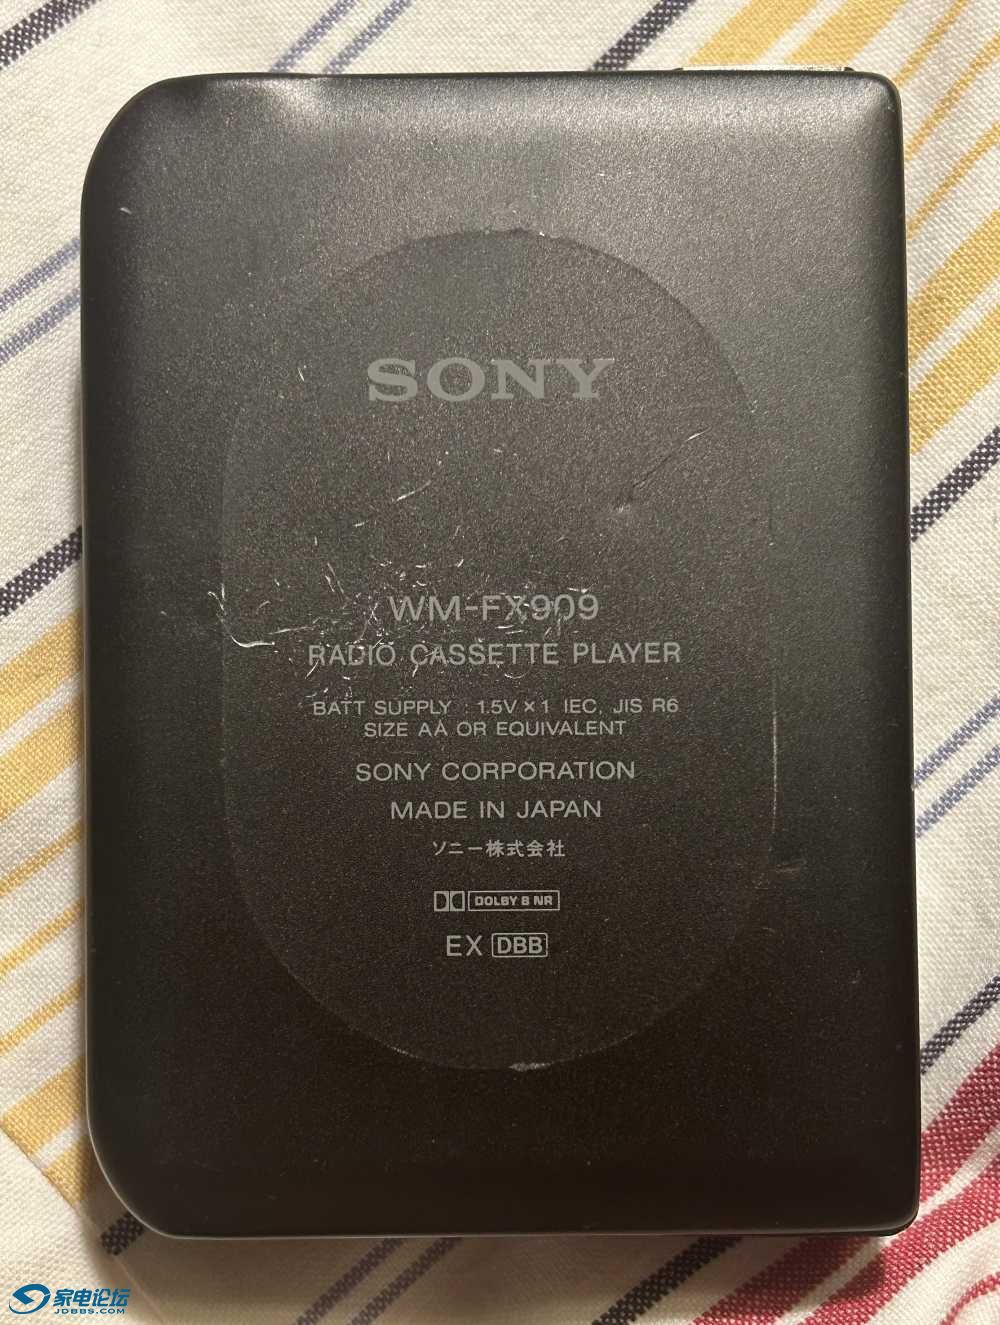 SONY
WM-FX909
RADIO CASSETTE PLAYER
BATT SUPPLY : 1.5V × 1 IEC, JIS R6
SIZE AA OR EQUIVALENT
SONY CORPORATION
MADE IN JAPAN
ソニー株式会社
DOLBY B NR
EX DBB
家电论坛
JDBBS.COM